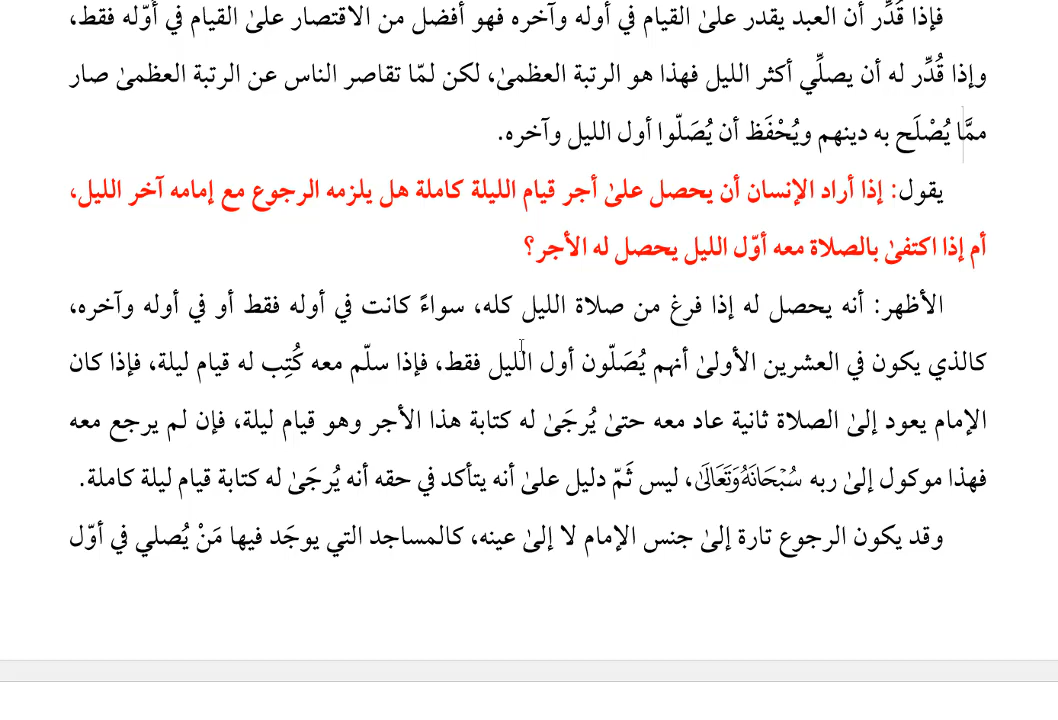 فإذا قُدِّر أن العبد يقدر علىٰ القيام في أوله وآخره فهو أفضل من الاقتصار علىٰ القيام في أوّله فقط،
وإذا قُدِّر له أن يصلِّي أكثر الليل فهذا هو الرتبة العظمىٰ، لكن لمّا تقاصر الناس عن الرتبة العظمىٰ صار
ممَّا يُصْلَح به دينهم ويُحْفَظ أن يُصَلّوا أول الليل وآخره.
يقول: إذا أراد الإنسان أن يحصل علىٰ أجر قيام الليلة كاملة هل يلزمه الرجوع مع إمامه آخر الليل،
أم إذا اكتفىٰ بالصلاة معه أوّل الليل يحصل له الأجر؟
الأظهر: أنه يحصل له إذا فرغ من صلاة الليل كله، سواءً كانت في أوله فقط أو في أوله وآخره،
كالذي يكون في العشرين الأولىٰ أنهم يُصَلّون أول الليل فقط، فإذا سلّم معه كُتِب له قيام ليلة، فإذا كان
الإمام يعود إلىٰ الصلاة ثانية عاد معه حتىٰ يُرجَىٰ له كتابة هذا الأجر وهو قيام ليلة، فإن لم يرجع معه
فهذا موكول إلىٰ ربه سُبْحَانَهُ وَتَعَالَىٰ، ليس ثَمّ دليل علىٰ أنه يتأكد في حقه أنه يُرجَىٰ له كتابة قيام ليلة كاملة.
وقد يكون الرجوع تارة إلىٰ جنس الإمام لا إلىٰ عينه، كالمساجد التي يوجَد فيها مَنْ يُصلي في أوّل